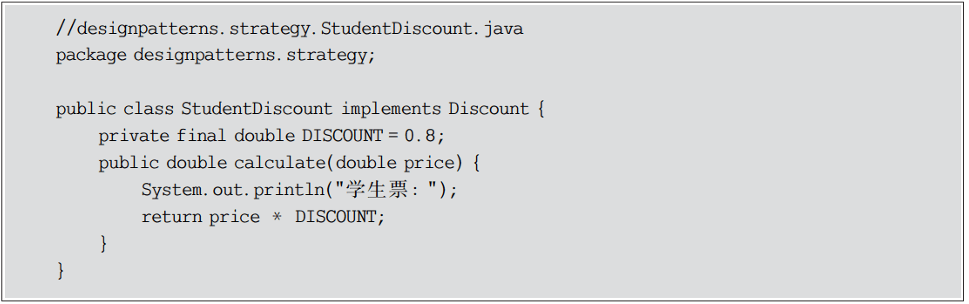 //designpatterns.strategy.StudentDiscount.java
package designpatterns.strategy;
public class StudentDiscount implements Discount {
private final double DISCOUNT = 0.8;
public double calculate(double price) {
System.out.println("学生票：");
return price * DISCOUNT;
}
}